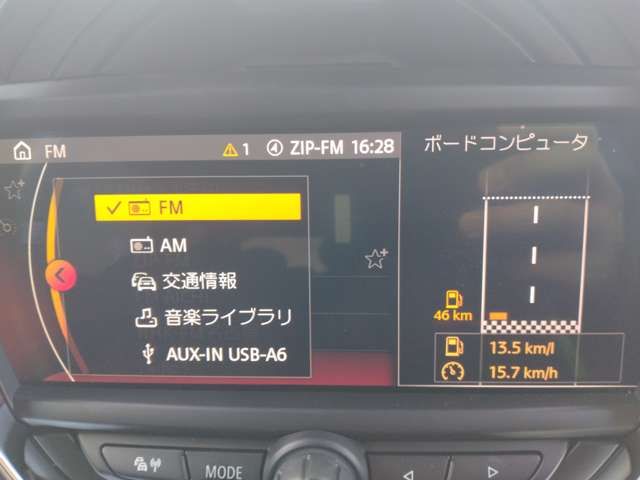 FM
1
ZIP-FM 16:28
ボードコンピュータ
FM
AM
交通情報
音楽ライブラリ
AUX-IN USB-A6
46 km
13.5 km/l
15.7 km/h
MODE